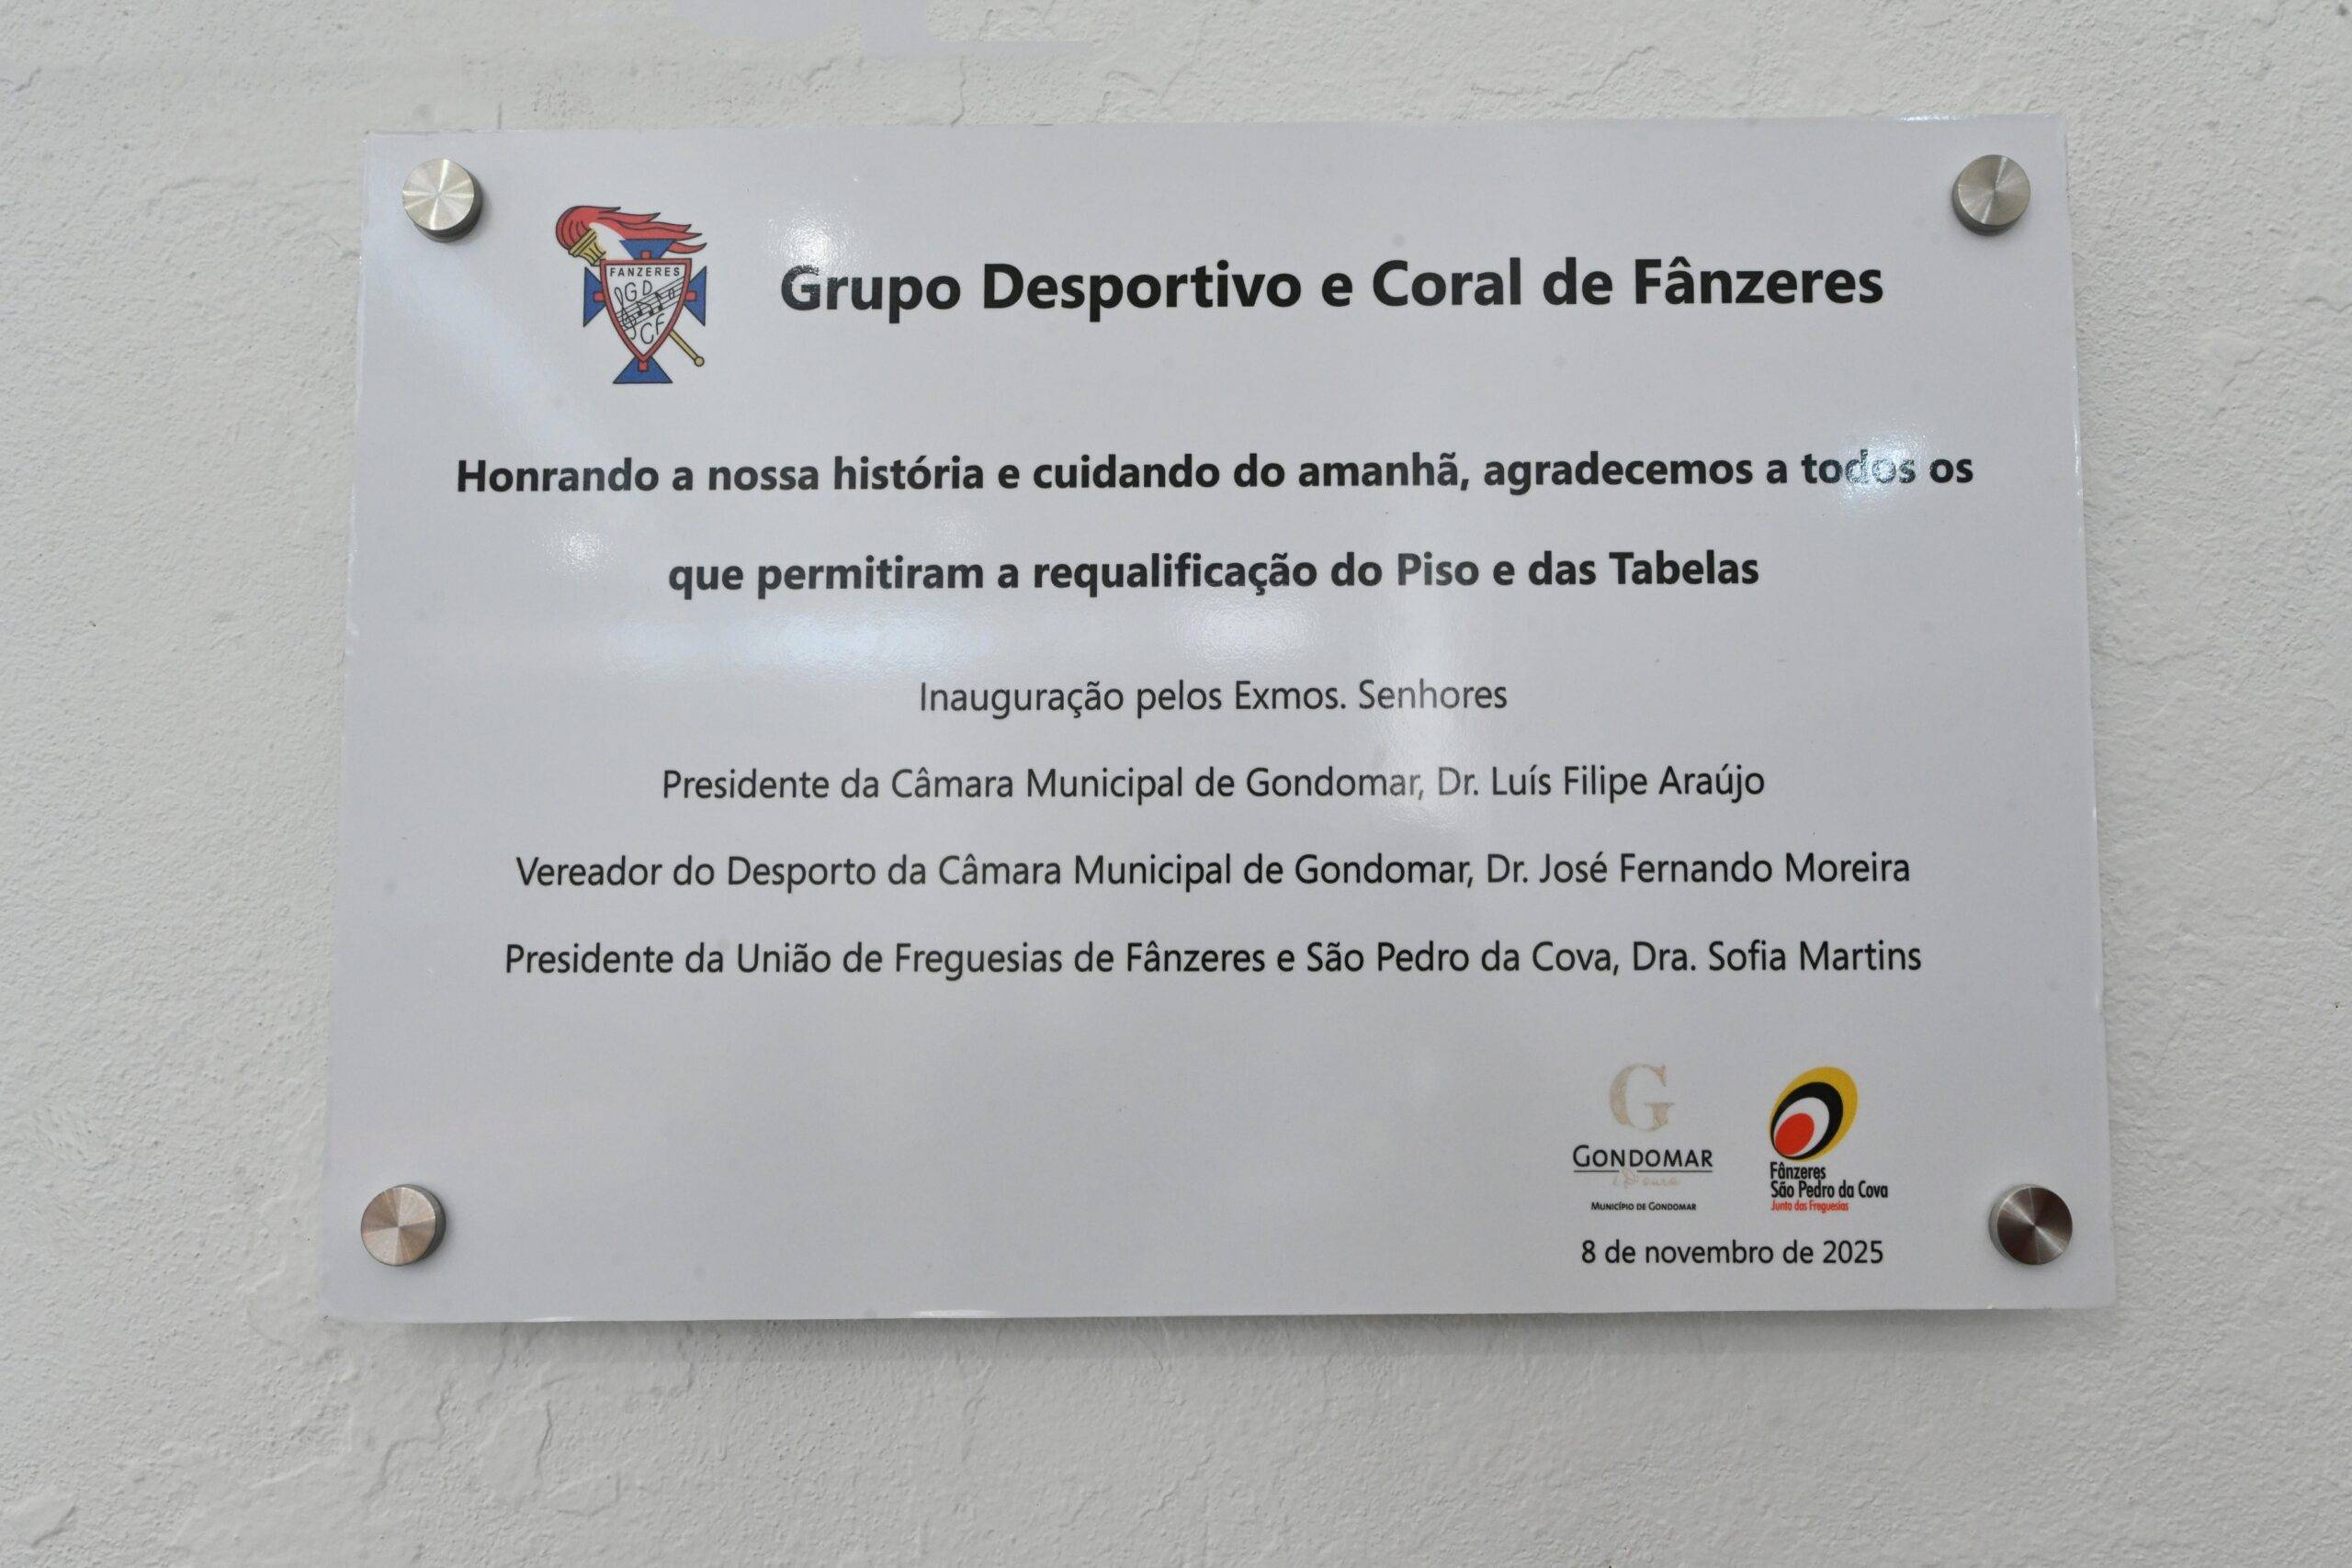 FANZERES
GD
CF
Grupo Desportivo e Coral de Fânzeres
Honrando a nossa história e cuidando do amanhã, agradecemos a todos os
que permitiram a requalificação do Piso e das Tabelas
Inauguração pelos Exmos. Senhores
Presidente da Câmara Municipal de Gondomar, Dr. Luís Filipe Araújo
Vereador do Desporto da Câmara Municipal de Gondomar, Dr. José Fernando Moreira
Presidente da União de Freguesias de Fânzeres e São Pedro da Cova, Dra. Sofia Martins
G
GONDOMAR
MUNICÍPIO DE GONDOMAR
Fânzeres
São Pedro da Cova
Junta das Freguesias
8 de novembro de 2025